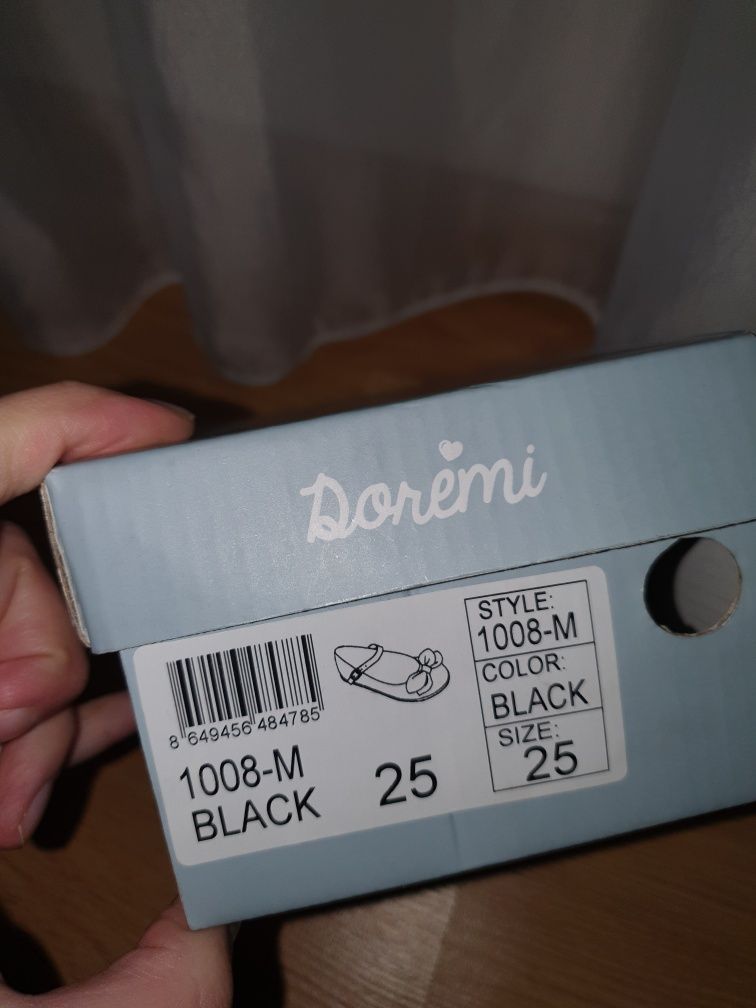 Doremi
8 649456 484785
1008-M
BLACK
25
STYLE:
1008-M
COLOR:
BLACK
SIZE:
25